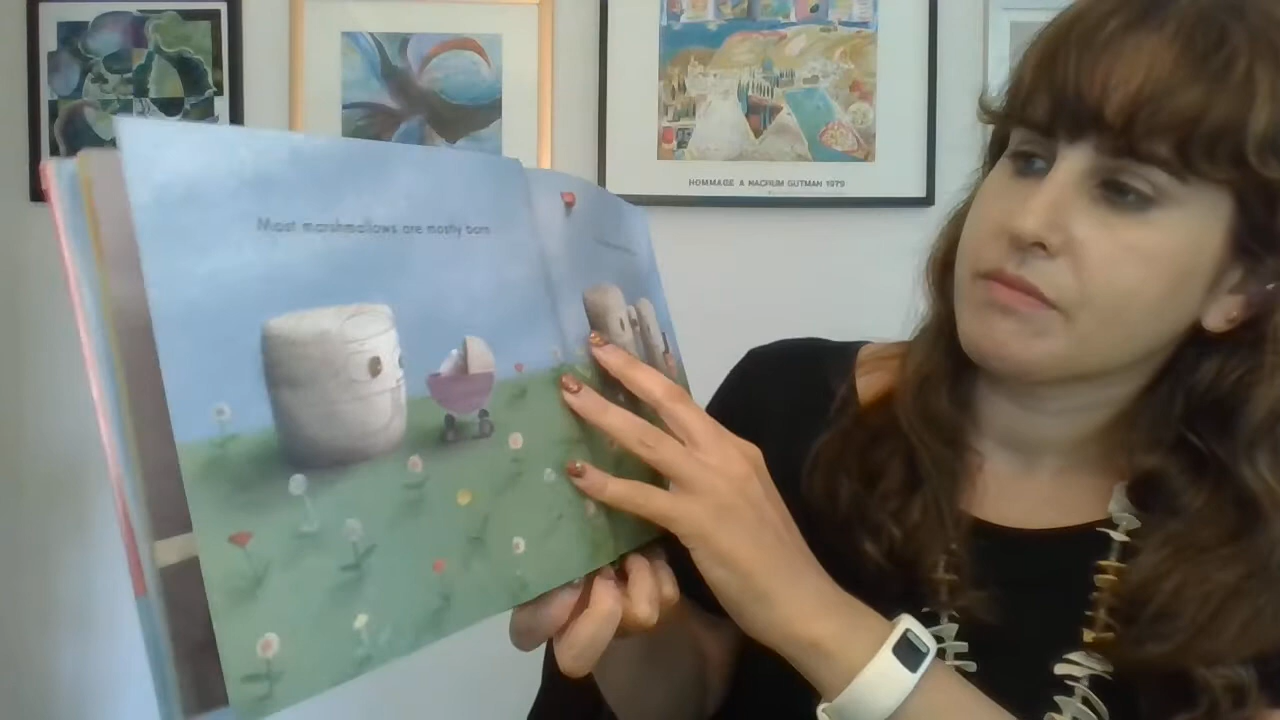 HOMMAGE A NACHUM GUTMAN 1979
Most marshmallows are mostly born